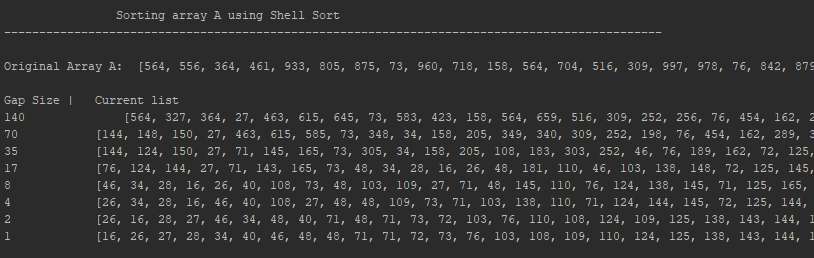 Sorting array A using Shell Sort
----------------------------------------------------------------------------------------------
Original Array A:  [564, 556, 364, 461, 933, 805, 875, 73, 960, 718, 158, 564, 704, 516, 309, 997, 978, 76, 842, 879
Gap Size |   Current list
140              [564, 327, 364, 27, 463, 615, 645, 73, 583, 423, 158, 564, 659, 516, 309, 252, 256, 76, 454, 162, 2
70           [144, 148, 150, 27, 463, 615, 585, 73, 348, 34, 158, 205, 349, 340, 309, 252, 198, 76, 454, 162, 289, 3
35           [144, 124, 150, 27, 71, 145, 165, 73, 305, 34, 158, 205, 108, 183, 303, 252, 46, 76, 189, 162, 72, 125,
17           [76, 124, 144, 27, 71, 143, 165, 73, 48, 34, 28, 16, 26, 48, 181, 110, 46, 103, 138, 148, 72, 125, 145,
8            [46, 34, 28, 16, 26, 40, 108, 73, 48, 103, 109, 27, 71, 48, 145, 110, 76, 124, 138, 145, 71, 125, 165,
4            [26, 34, 28, 16, 46, 40, 108, 27, 48, 48, 109, 73, 71, 103, 138, 110, 71, 124, 144, 145, 72, 125, 144,
2            [26, 16, 28, 27, 46, 34, 48, 40, 71, 48, 71, 73, 72, 103, 76, 110, 108, 124, 109, 125, 138, 143, 144, 1
1            [16, 26, 27, 28, 34, 40, 46, 48, 48, 71, 71, 72, 73, 76, 103, 108, 109, 110, 124, 125, 138, 143, 144, 1